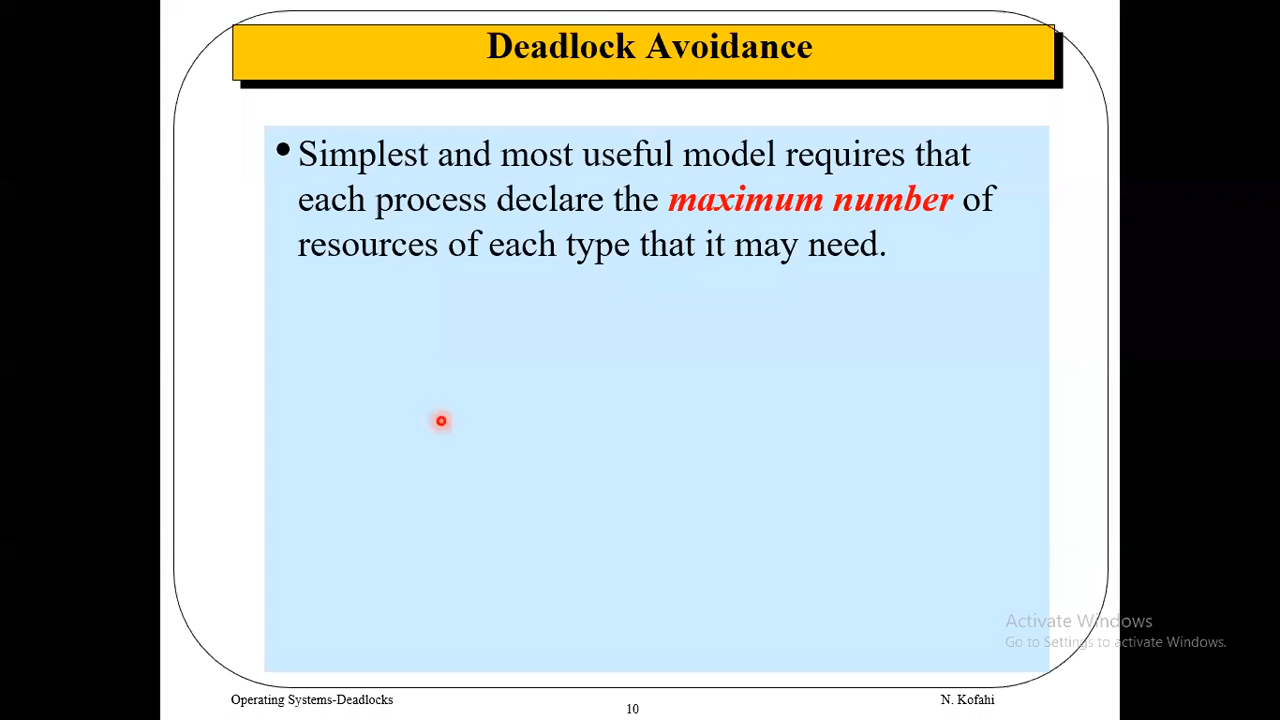 Deadlock Avoidance
• Simplest and most useful model requires that
each process declare the maximum number of
resources of each type that it may need.
Activate Windows
Go to Settings to activate Windows.
Operating Systems-Deadlocks
N. Kofahi
10